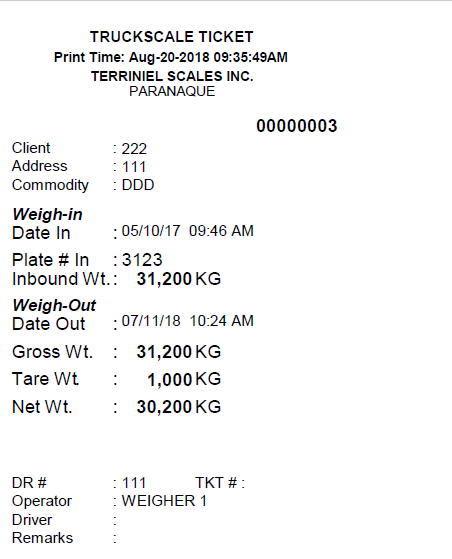 TRUCKSCALE TICKET
Print Time: Aug-20-2018 09:35:49AM
TERRINIEL SCALES INC.
PARANAQUE
00000003
Client : 222
Address : 111
Commodity : DDD
Weigh-in
Date In : 05/10/17 09:46 AM
Plate # In : 3123
Inbound Wt. : 31,200 KG
Weigh-Out
Date Out : 07/11/18 10:24 AM
Gross Wt. : 31,200 KG
Tare Wt. : 1,000 KG
Net Wt. : 30,200 KG
DR # : 111 TKT # :
Operator : WEIGHER 1
Driver :
Remarks :